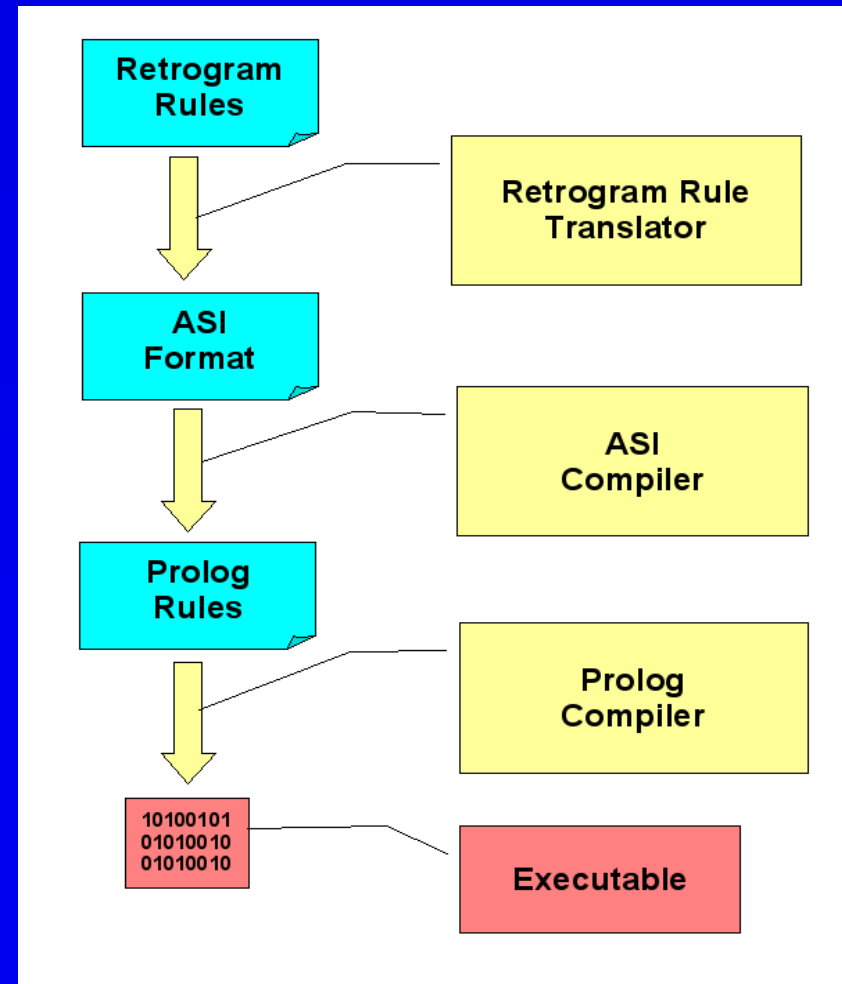 Retrogram
Rules
Retrogram Rule
Translator
ASI
Format
ASI
Compiler
Prolog
Rules
Prolog
Compiler
10100101
01010010
01010010
Executable